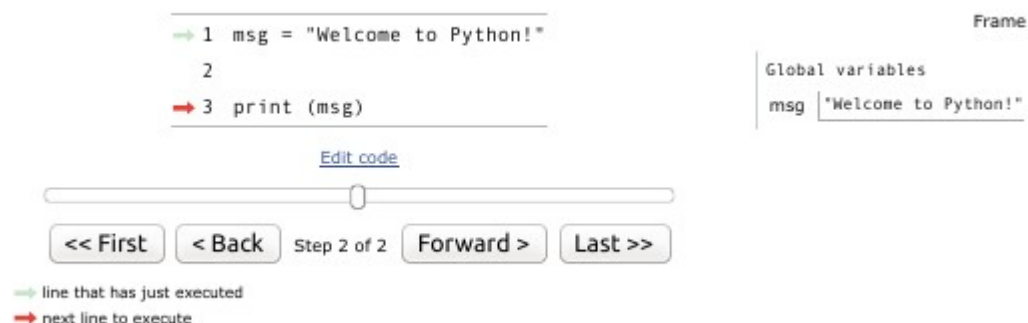 1 msg = "Welcome to Python!"
2
3 print (msg)
Edit code
<< First
< Back
Step 2 of 2
Forward >
Last >>
line that has just executed
next line to execute
Frame
Global variables
msg "Welcome to Python!"